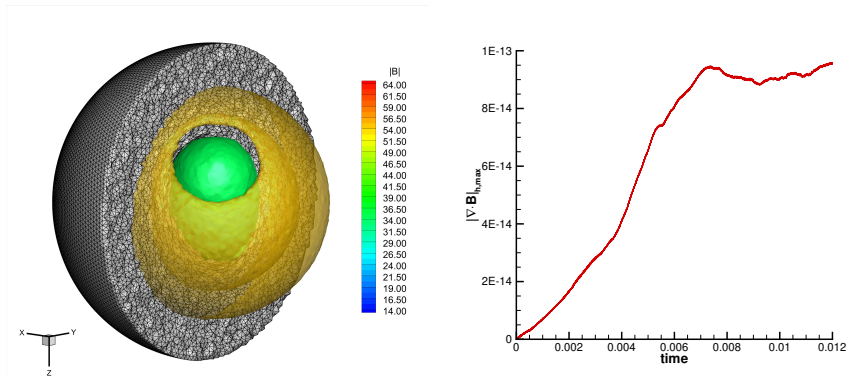 |B|
64.00
61.50
59.00
56.50
54.00
51.50
49.00
46.50
44.00
41.50
39.00
36.50
34.00
31.50
29.00
26.50
24.00
21.50
19.00
16.50
14.00
X
Y
Z
|∇·B|h,max
1E-13
8E-14
6E-14
4E-14
2E-14
0
0 0.002 0.004 0.006 0.008 0.01 0.012
time